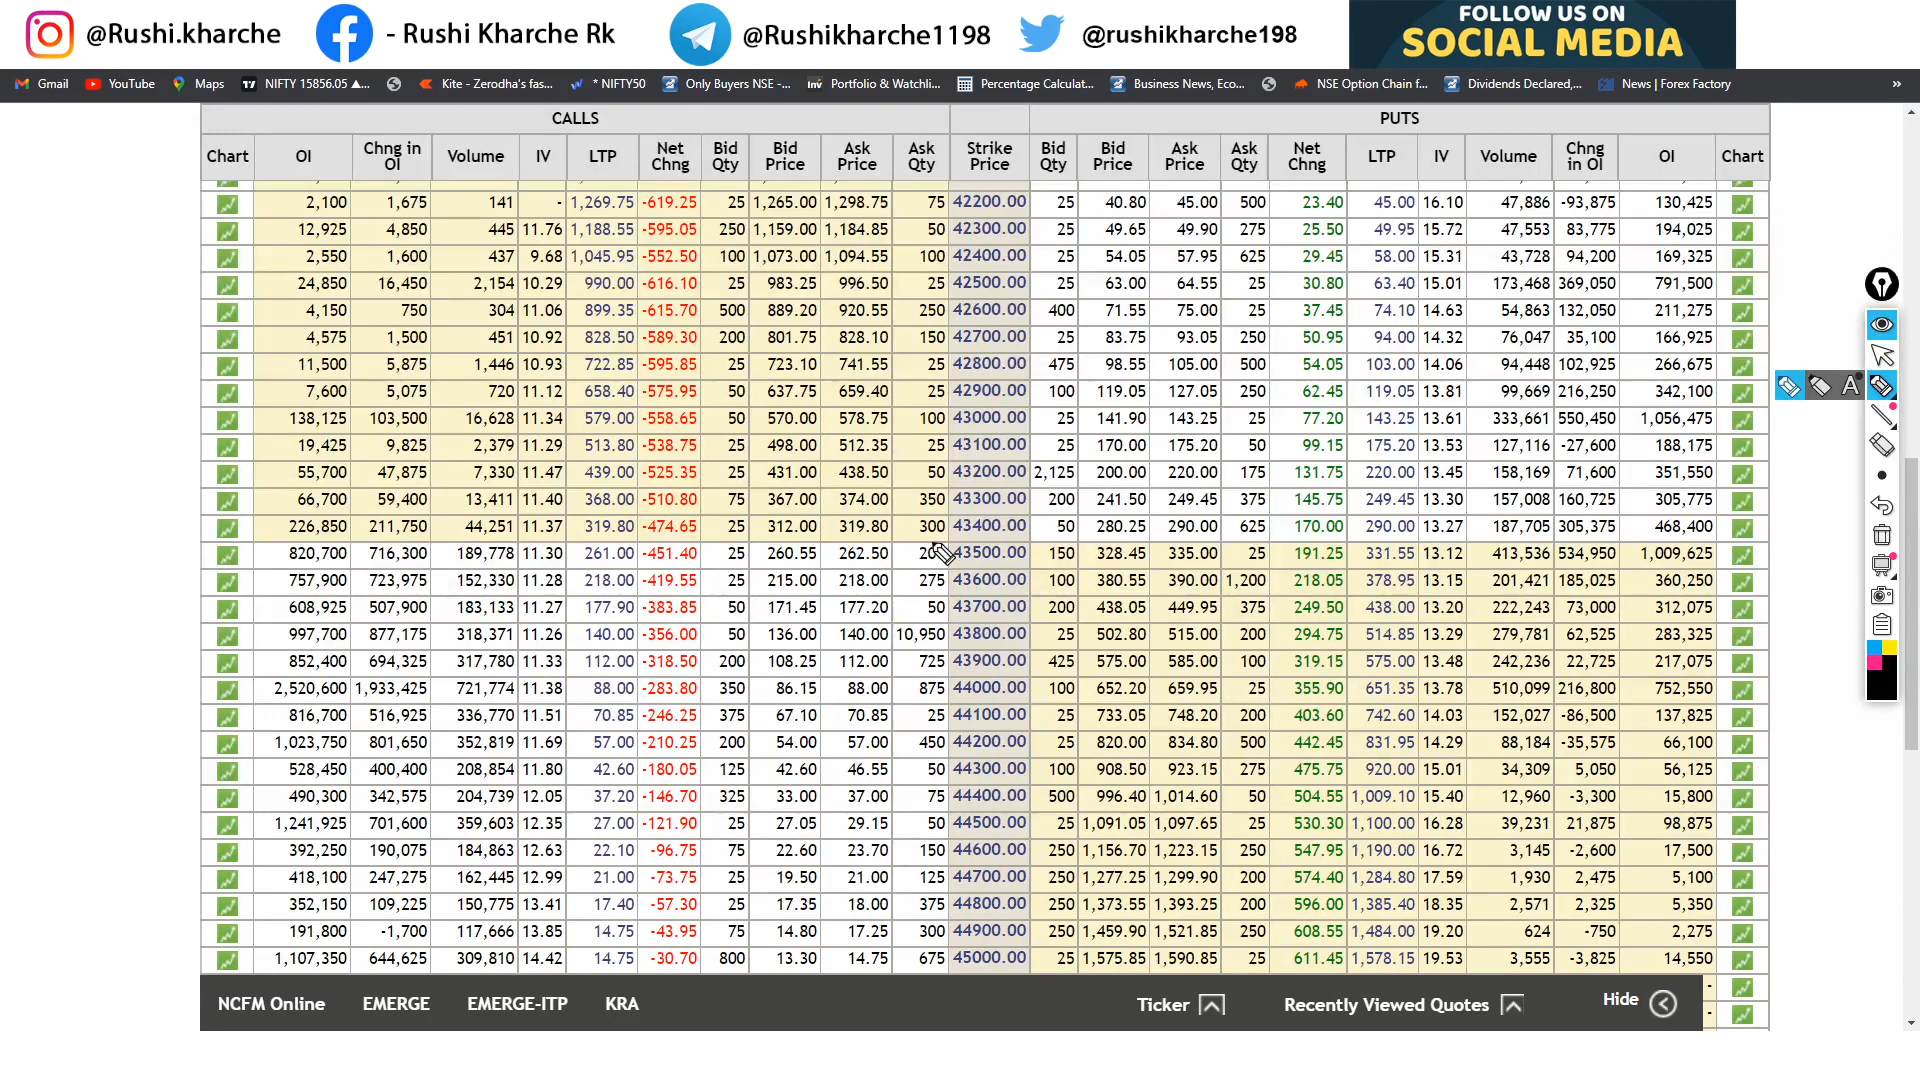 @Rushi.kharche - Rushi Kharche Rk @Rushikharche1198 @rushikharche198 FOLLOW US ON
SOCIAL MEDIA
Gmail YouTube Maps NIFTY 15856.05 ▲... Kite - Zerodha's fas... * NIFTY50 Only Buyers NSE -... Portfolio & Watchli... Percentage Calculat... Business News, Eco... NSE Option Chain f... Dividends Declared,... News | Forex Factory »
CALLS PUTS
Chart OI Chng in OI Volume IV LTP Net Chng Bid Qty Bid Price Ask Price Ask Qty Strike Price Bid Qty Bid Price Ask Price Ask Qty Net Chng LTP IV Volume Chng in OI OI Chart
2,100 1,675 141 - 1,269.75 -619.25 25 1,265.00 1,298.75 75 42200.00 25 40.80 45.00 500 23.40 45.00 16.10 47,886 -93,875 130,425
12,925 4,850 445 11.76 1,188.55 -595.05 250 1,159.00 1,184.85 50 42300.00 25 49.65 49.90 275 25.50 49.95 15.72 47,553 83,775 194,025
2,550 1,600 437 9.68 1,045.95 -552.50 100 1,073.00 1,094.55 100 42400.00 25 54.05 57.95 625 29.45 58.00 15.31 43,728 94,200 169,325
24,850 16,450 2,154 10.29 990.00 -616.10 25 983.25 996.50 25 42500.00 25 63.00 64.55 25 30.80 63.40 15.01 173,468 369,050 791,500
4,150 750 304 11.06 899.35 -615.70 500 889.20 920.55 250 42600.00 400 71.55 75.00 25 37.45 74.10 14.63 54,863 132,050 211,275
4,575 1,500 451 10.92 828.50 -589.30 200 801.75 828.10 150 42700.00 25 83.75 93.05 250 50.95 94.00 14.32 76,047 35,100 166,925
11,500 5,875 1,446 10.93 722.85 -595.85 25 723.10 741.55 25 42800.00 475 98.55 105.00 500 54.05 103.00 14.06 94,448 102,925 266,675
7,600 5,075 720 11.12 658.40 -575.95 50 637.75 659.40 25 42900.00 100 119.05 127.05 250 62.45 119.05 13.81 99,669 216,250 342,100
138,125 103,500 16,628 11.34 579.00 -558.65 50 570.00 578.75 100 43000.00 25 141.90 143.25 25 77.20 143.25 13.61 333,661 550,450 1,056,475
19,425 9,825 2,379 11.29 513.80 -538.75 25 498.00 512.35 25 43100.00 25 170.00 175.20 50 99.15 175.20 13.53 127,116 -27,600 188,175
55,700 47,875 7,330 11.47 439.00 -525.35 25 431.00 438.50 50 43200.00 2,125 200.00 220.00 175 131.75 220.00 13.45 158,169 71,600 351,550
66,700 59,400 13,411 11.40 368.00 -510.80 75 367.00 374.00 350 43300.00 200 241.50 249.45 375 145.75 249.45 13.30 157,008 160,725 305,775
226,850 211,750 44,251 11.37 319.80 -474.65 25 312.00 319.80 300 43400.00 50 280.25 290.00 625 170.00 290.00 13.27 187,705 305,375 468,400
820,700 716,300 189,778 11.30 261.00 -451.40 25 260.55 262.50 43500.00 150 328.45 335.00 25 191.25 331.55 13.12 413,536 534,950 1,009,625
757,900 723,975 152,330 11.28 218.00 -419.55 25 215.00 218.00 275 43600.00 100 380.55 390.00 1,200 218.05 378.95 13.15 201,421 185,025 360,250
608,925 507,900 183,133 11.27 177.90 -383.85 50 171.45 177.20 50 43700.00 200 438.05 449.95 375 249.50 438.00 13.20 222,243 73,000 312,075
997,700 877,175 318,371 11.26 140.00 -356.00 50 136.00 140.00 10,950 43800.00 25 502.80 515.00 200 294.75 514.85 13.29 279,781 62,525 283,325
852,400 694,325 317,780 11.33 112.00 -318.50 200 108.25 112.00 725 43900.00 425 575.00 585.00 100 319.15 575.00 13.48 242,236 22,725 217,075
2,520,600 1,933,425 721,774 11.38 88.00 -283.80 350 86.15 88.00 875 44000.00 100 652.20 659.95 25 355.90 651.35 13.78 510,099 216,800 752,550
816,700 516,925 336,770 11.51 70.85 -246.25 375 67.10 70.85 25 44100.00 25 733.05 748.20 200 403.60 742.60 14.03 152,027 -86,500 137,825
1,023,750 801,650 352,819 11.69 57.00 -210.25 200 54.00 57.00 450 44200.00 25 820.00 834.80 500 442.45 831.95 14.29 88,184 -35,575 66,100
528,450 400,400 208,854 11.80 42.60 -180.05 125 42.60 46.55 50 44300.00 100 908.50 923.15 275 475.75 920.00 15.01 34,309 5,050 56,125
490,300 342,575 204,739 12.05 37.20 -146.70 325 33.00 37.00 75 44400.00 500 996.40 1,014.60 50 504.55 1,009.10 15.40 12,960 -3,300 15,800
1,241,925 701,600 359,603 12.35 27.00 -121.90 25 27.05 29.15 50 44500.00 25 1,091.05 1,097.65 25 530.30 1,100.00 16.28 39,231 21,875 98,875
392,250 190,075 184,863 12.63 22.10 -96.75 75 22.60 23.70 150 44600.00 250 1,156.70 1,223.15 250 547.95 1,190.00 16.72 3,145 -2,600 17,500
418,100 247,275 162,445 12.99 21.00 -73.75 25 19.50 21.00 125 44700.00 250 1,277.25 1,299.90 200 574.40 1,284.80 17.59 1,930 2,475 5,100
352,150 109,225 150,775 13.41 17.40 -57.30 25 17.35 18.00 375 44800.00 250 1,373.55 1,393.25 200 596.00 1,385.40 18.35 2,571 2,325 5,350
191,800 -1,700 117,666 13.85 14.75 -43.95 75 14.80 17.25 300 44900.00 250 1,459.90 1,521.85 250 608.55 1,484.00 19.20 624 -750 2,275
1,107,350 644,625 309,810 14.42 14.75 -30.70 800 13.30 14.75 675 45000.00 25 1,575.85 1,590.85 25 611.45 1,578.15 19.53 3,555 -3,825 14,550
NCFM Online EMERGE EMERGE-ITP KRA Ticker Recently Viewed Quotes Hide